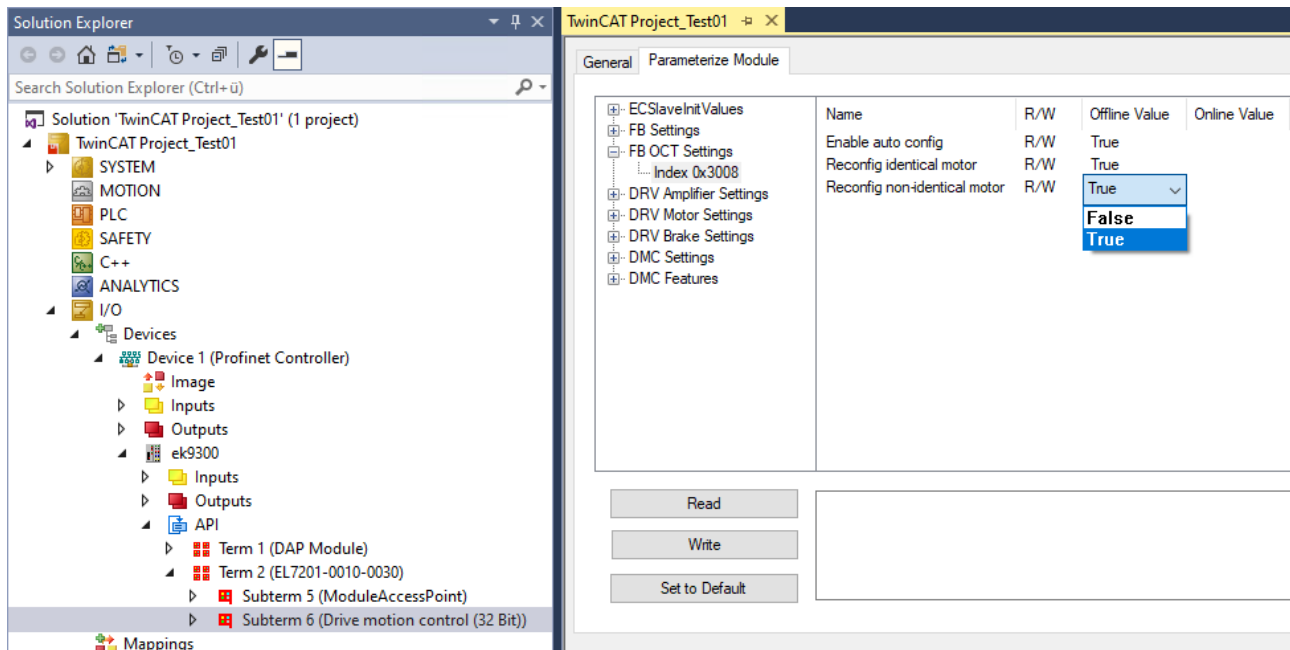 Solution Explorer
Search Solution Explorer (Ctrl+ü)
Solution 'TwinCAT Project_Test01' (1 project)
TwinCAT Project_Test01
SYSTEM
MOTION
PLC
SAFETY
C++
ANALYTICS
I/O
Devices
Device 1 (Profinet Controller)
Image
Inputs
Outputs
ek9300
Inputs
Outputs
API
Term 1 (DAP Module)
Term 2 (EL7201-0010-0030)
Subterm 5 (ModuleAccessPoint)
Subterm 6 (Drive motion control (32 Bit))
Mappings
TwinCAT Project_Test01
General Parameterize Module
ECSlaveInitValues
FB Settings
FB OCT Settings
Index 0x3008
DRV Amplifier Settings
DRV Motor Settings
DRV Brake Settings
DMC Settings
DMC Features
Name R/W Offline Value Online Value
Enable auto config R/W True
Reconfig identical motor R/W True
Reconfig non-identical motor R/W True
False
True
Read
Write
Set to Default